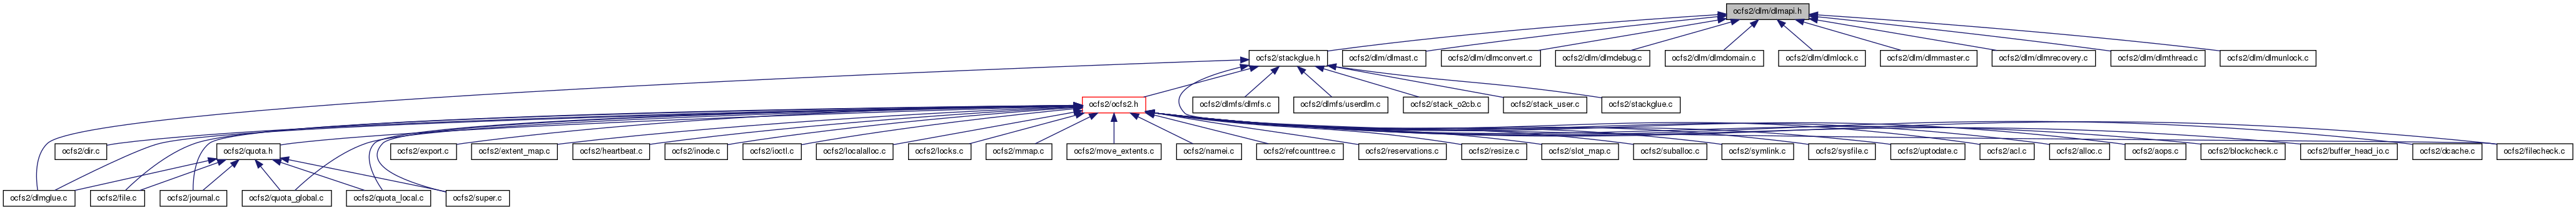 ocfs2/dlm/dlmapi.h
ocfs2/stackglue.h
ocfs2/dlm/dlmast.c
ocfs2/dlm/dlmconvert.c
ocfs2/dlm/dlmdebug.c
ocfs2/dlm/dlmdomain.c
ocfs2/dlm/dlmlock.c
ocfs2/dlm/dlmmaster.c
ocfs2/dlm/dlmrecovery.c
ocfs2/dlm/dlmthread.c
ocfs2/dlm/dlmunlock.c
ocfs2/ocfs2.h
ocfs2/dlmfs/dlmfs.c
ocfs2/dlmfs/userdlm.c
ocfs2/stack_o2cb.c
ocfs2/stack_user.c
ocfs2/stackglue.c
ocfs2/dir.c
ocfs2/quota.h
ocfs2/export.c
ocfs2/extent_map.c
ocfs2/heartbeat.c
ocfs2/inode.c
ocfs2/ioctl.c
ocfs2/localalloc.c
ocfs2/locks.c
ocfs2/mmap.c
ocfs2/move_extents.c
ocfs2/namei.c
ocfs2/refcounttree.c
ocfs2/reservations.c
ocfs2/resize.c
ocfs2/slot_map.c
ocfs2/suballoc.c
ocfs2/symlink.c
ocfs2/sysfile.c
ocfs2/uptodate.c
ocfs2/acl.c
ocfs2/alloc.c
ocfs2/aops.c
ocfs2/blockcheck.c
ocfs2/buffer_head_io.c
ocfs2/dcache.c
ocfs2/filecheck.c
ocfs2/dlmglue.c
ocfs2/file.c
ocfs2/journal.c
ocfs2/quota_global.c
ocfs2/quota_local.c
ocfs2/super.c